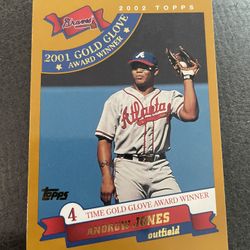 2002 TOPPS
Braves
2001 GOLD GLOVE
AWARD WINNER
Atlanta
Topps
4 TIME GOLD GLOVE AWARD WINNER
ANDRUW JONES
outfield